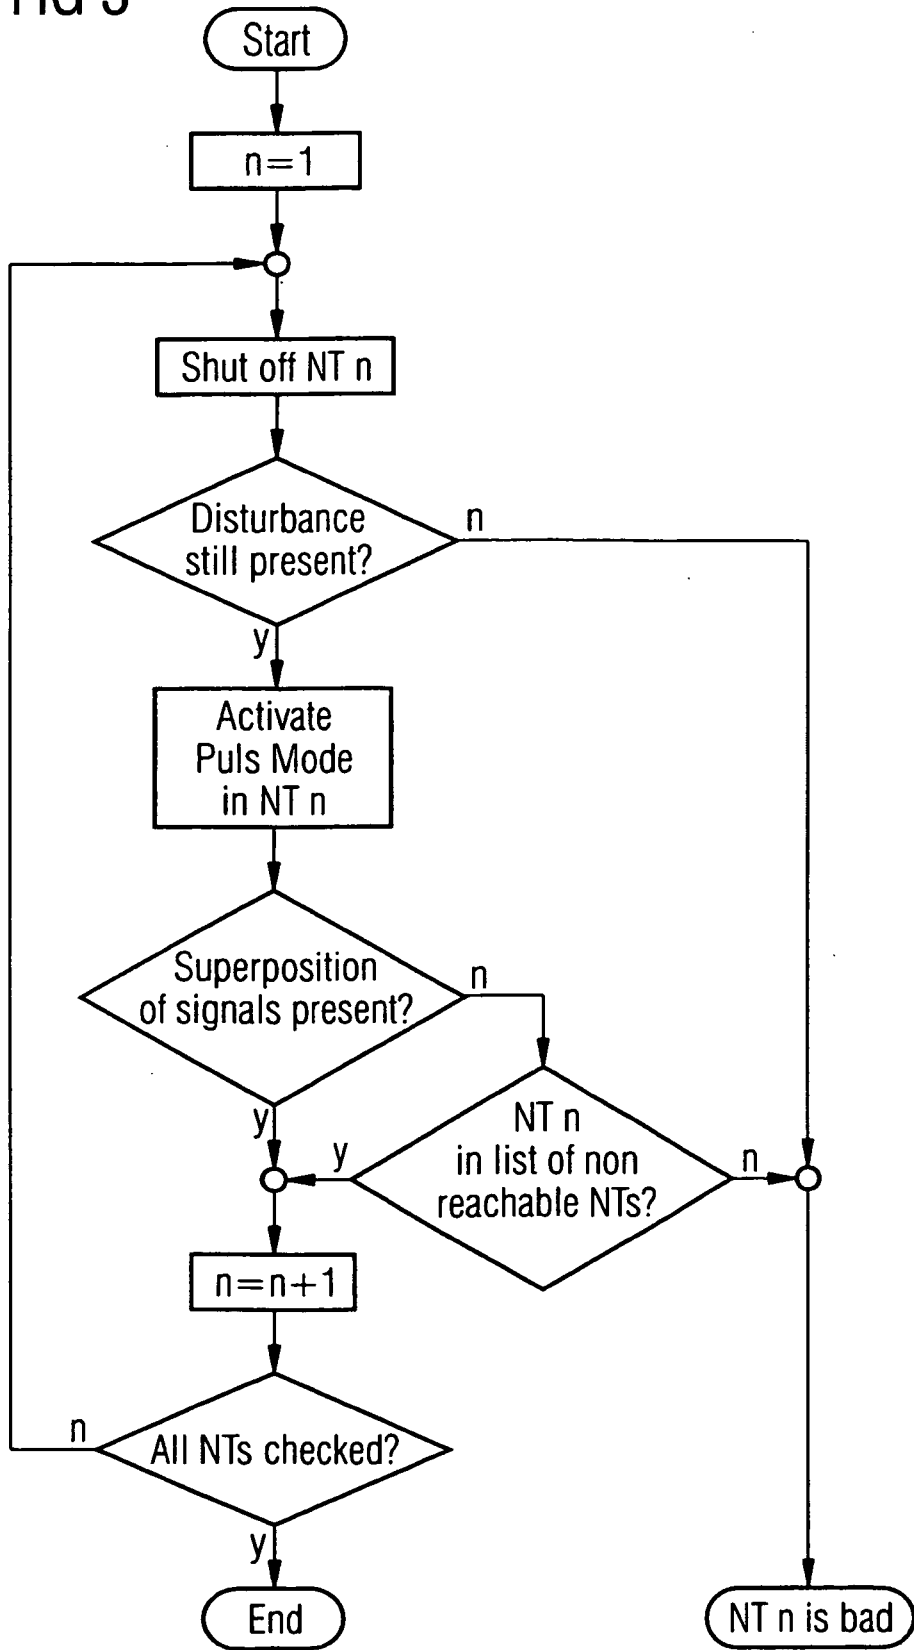 FIG 3
Start
n=1
Shut off NT n
Disturbance
still present?
n
y
Activate
Puls Mode
in NT n
Superposition
of signals present?
n
y
NT n
in list of non
reachable NTs?
y
n
n=n+1
All NTs checked?
n
y
End
NT n is bad